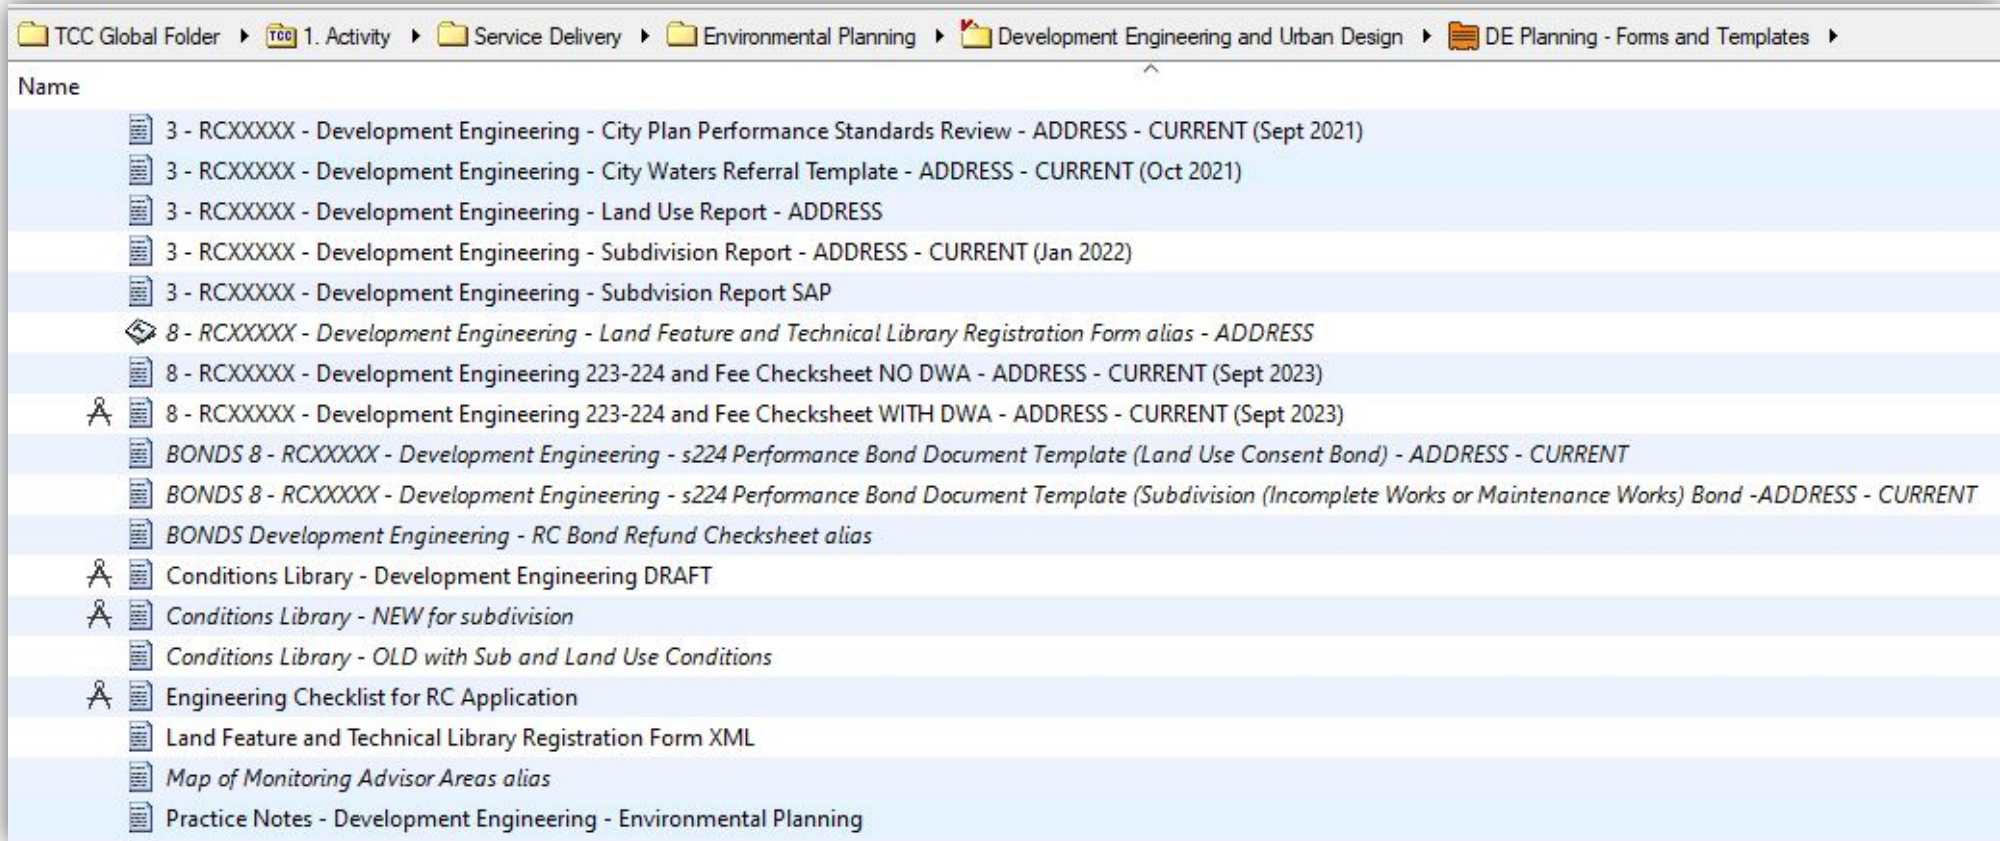 TCC Global Folder 1. Activity Service Delivery Environmental Planning Development Engineering and Urban Design DE Planning - Forms and Templates
Name
3 - RCXXXXX - Development Engineering - City Plan Performance Standards Review - ADDRESS - CURRENT (Sept 2021)
3 - RCXXXXX - Development Engineering - City Waters Referral Template - ADDRESS - CURRENT (Oct 2021)
3 - RCXXXXX - Development Engineering - Land Use Report - ADDRESS
3 - RCXXXXX - Development Engineering - Subdivision Report - ADDRESS - CURRENT (Jan 2022)
3 - RCXXXXX - Development Engineering - Subdvision Report SAP
8 - RCXXXXX - Development Engineering - Land Feature and Technical Library Registration Form alias - ADDRESS
8 - RCXXXXX - Development Engineering 223-224 and Fee Checksheet NO DWA - ADDRESS - CURRENT (Sept 2023)
8 - RCXXXXX - Development Engineering 223-224 and Fee Checksheet WITH DWA - ADDRESS - CURRENT (Sept 2023)
BONDS 8 - RCXXXXX - Development Engineering - s224 Performance Bond Document Template (Land Use Consent Bond) - ADDRESS - CURRENT
BONDS 8 - RCXXXXX - Development Engineering - s224 Performance Bond Document Template (Subdivision (Incomplete Works or Maintenance Works) Bond -ADDRESS - CURRENT
BONDS Development Engineering - RC Bond Refund Checksheet alias
Conditions Library - Development Engineering DRAFT
Conditions Library - NEW for subdivision
Conditions Library - OLD with Sub and Land Use Conditions
Engineering Checklist for RC Application
Land Feature and Technical Library Registration Form XML
Map of Monitoring Advisor Areas alias
Practice Notes - Development Engineering - Environmental Planning